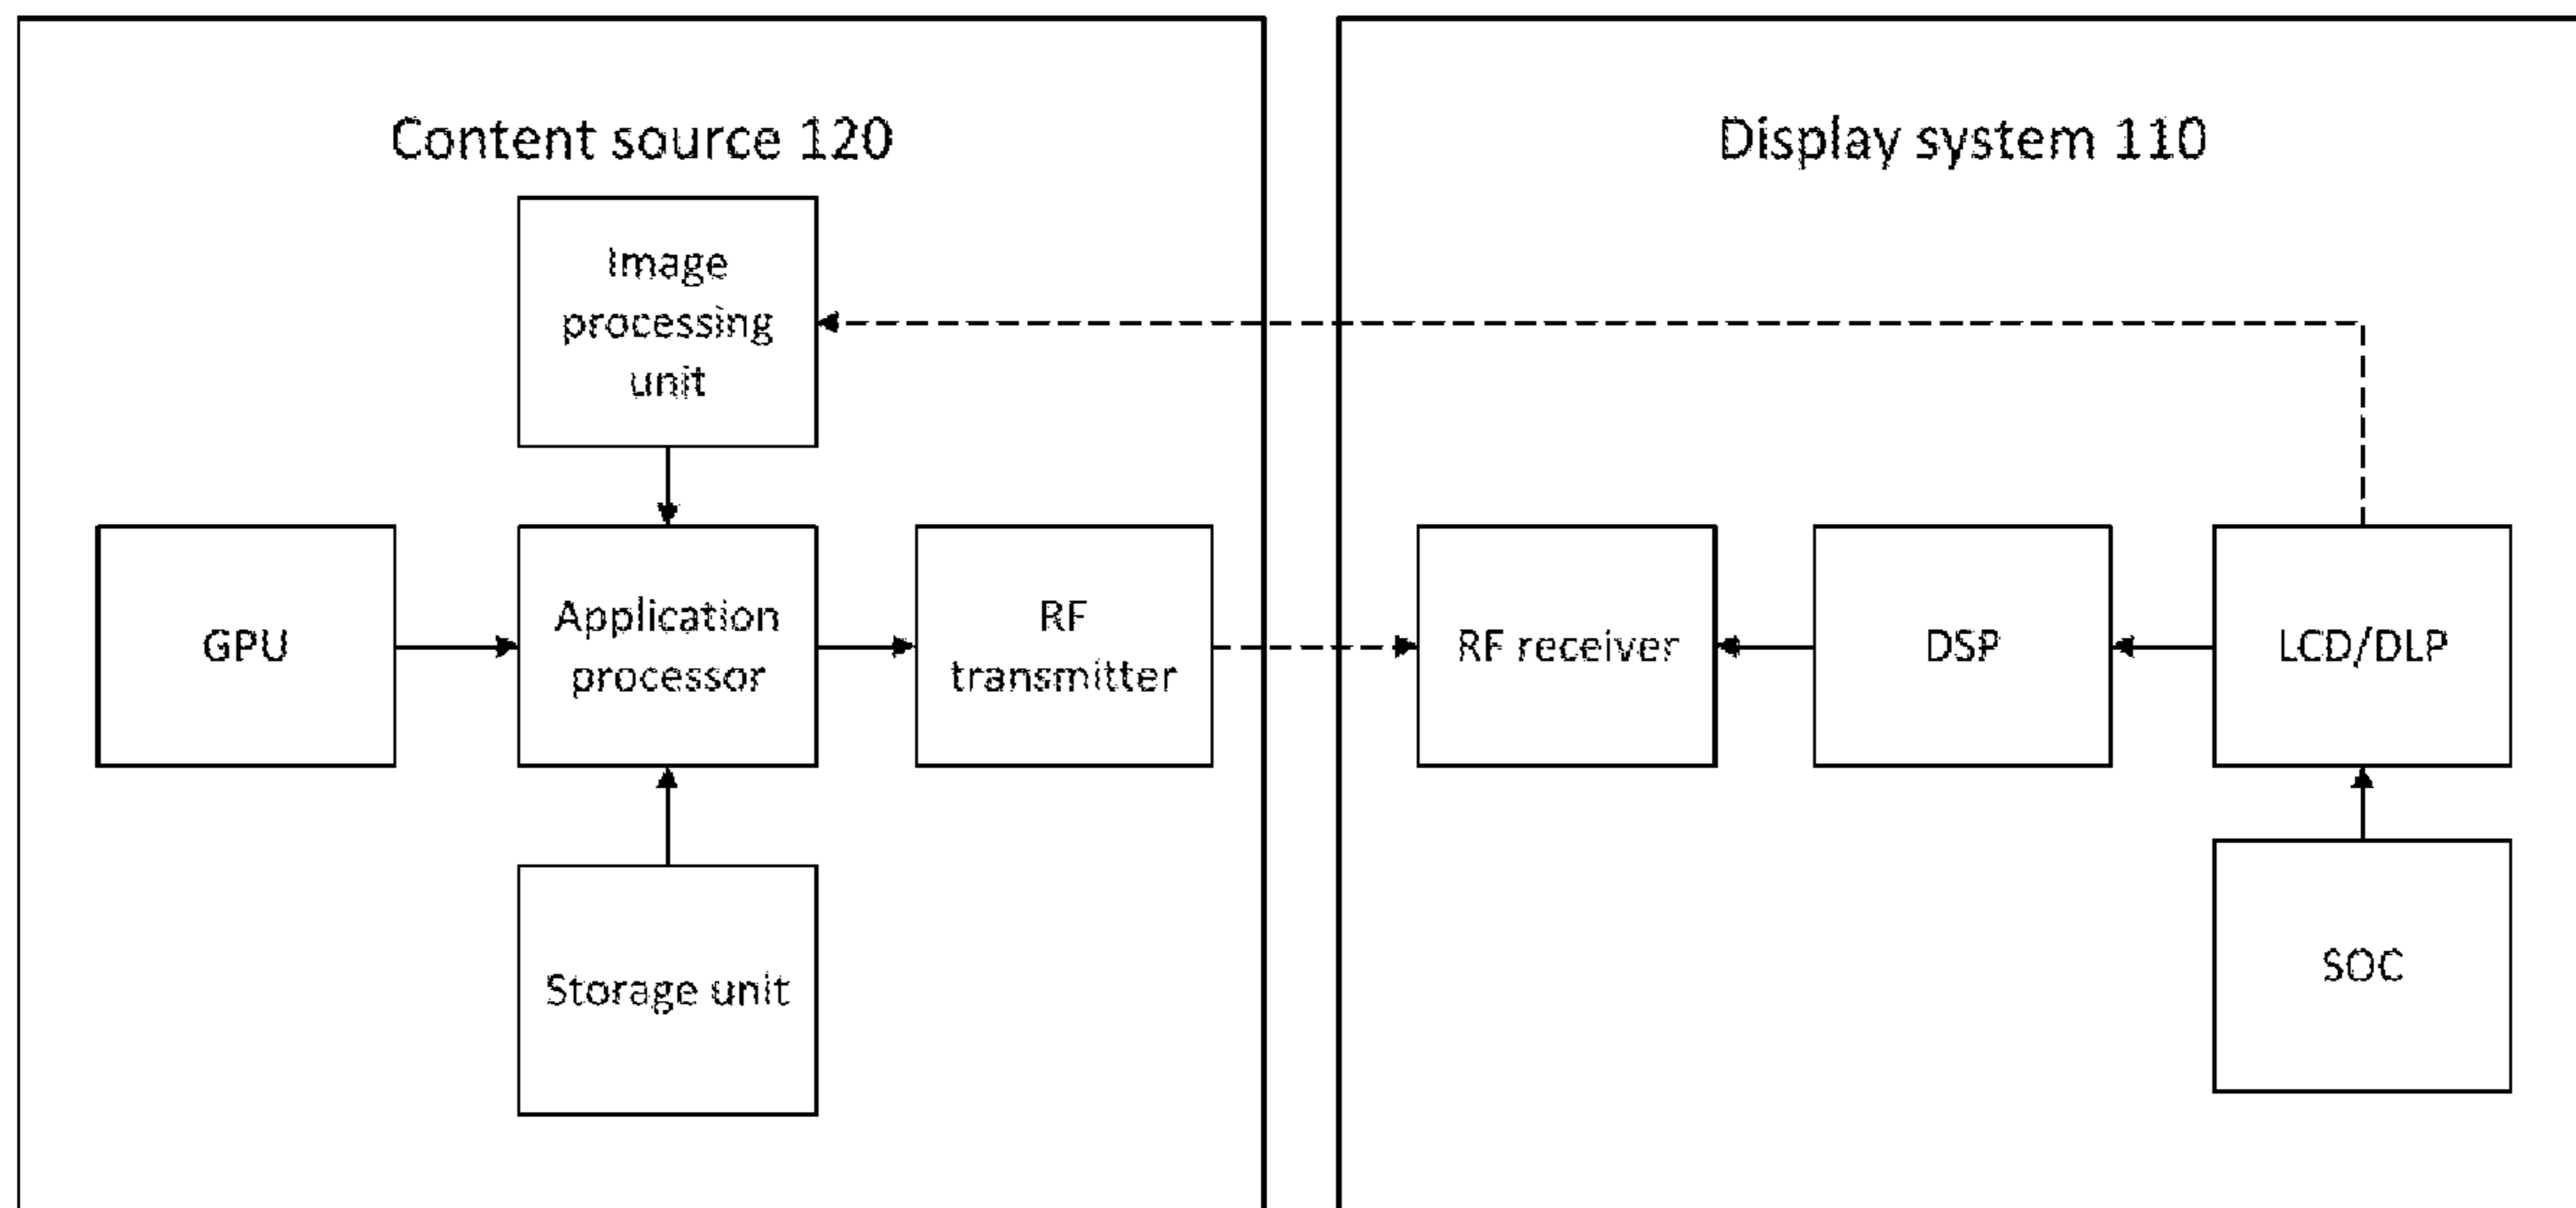 Content source 120
Image
processing
unit
GPU
Application
processor
RF
transmitter
Storage unit
Display system 110
RF receiver
DSP
LCD/DLP
SOC